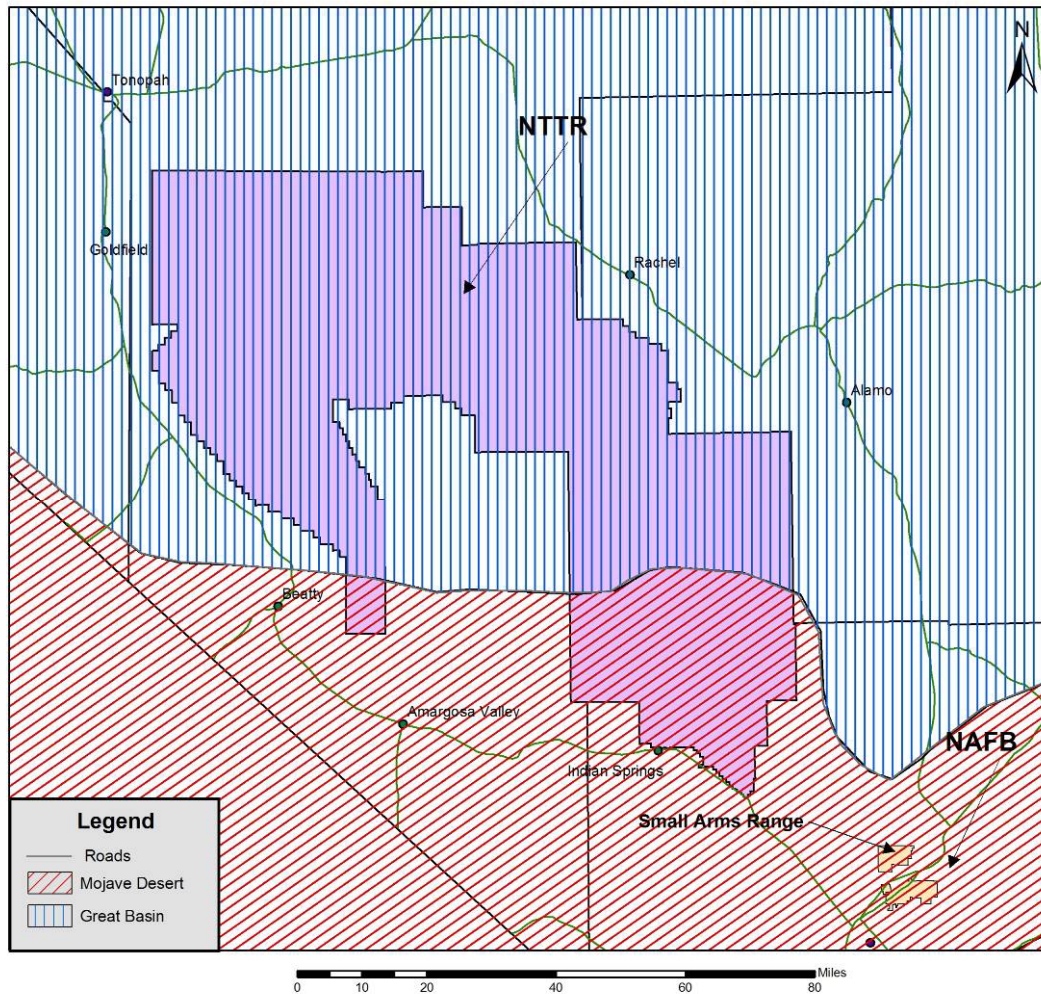 N
Tonopah
NTTR
Goldfield
Rachel
Alamo
Beatty
Amargosa Valley
Indian Springs
NAFB
Small Arms Range
Legend
Roads
Mojave Desert
Great Basin
Miles
0 10 20 40 60 80